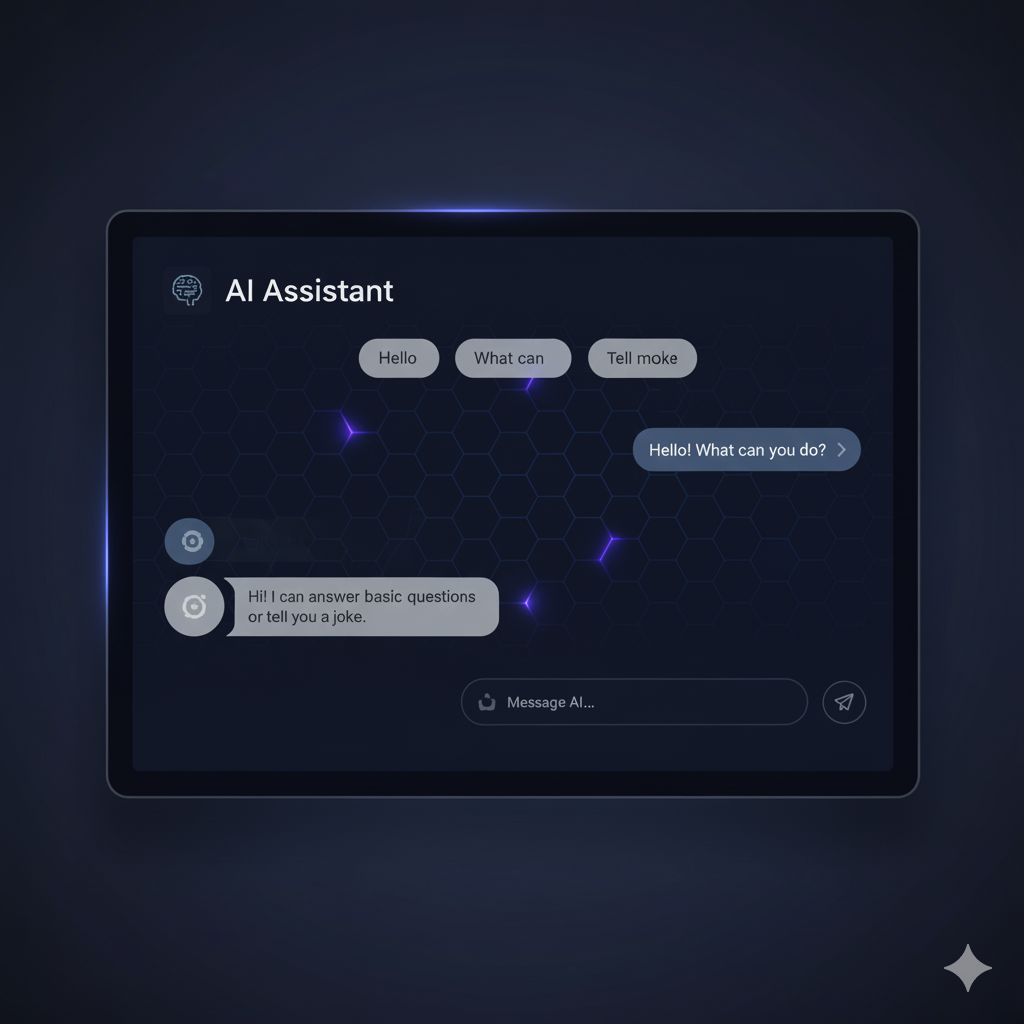 AI Assistant
Hello
What can
Tell moke
Hello! What can you do?
Hi! I can answer basic questions
or tell you a joke.
Message AI...